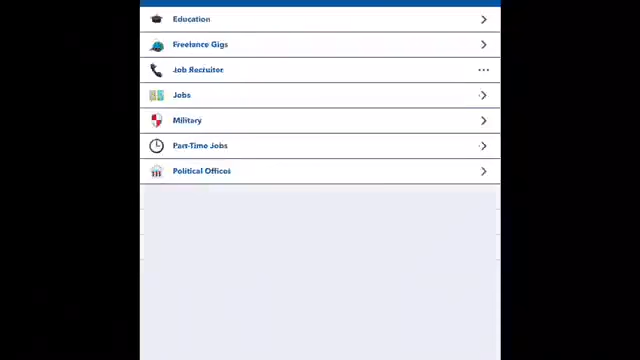 Education
Freelance Gigs
Job Recruiter
Jobs
Military
Part-Time Jobs
Political Offices